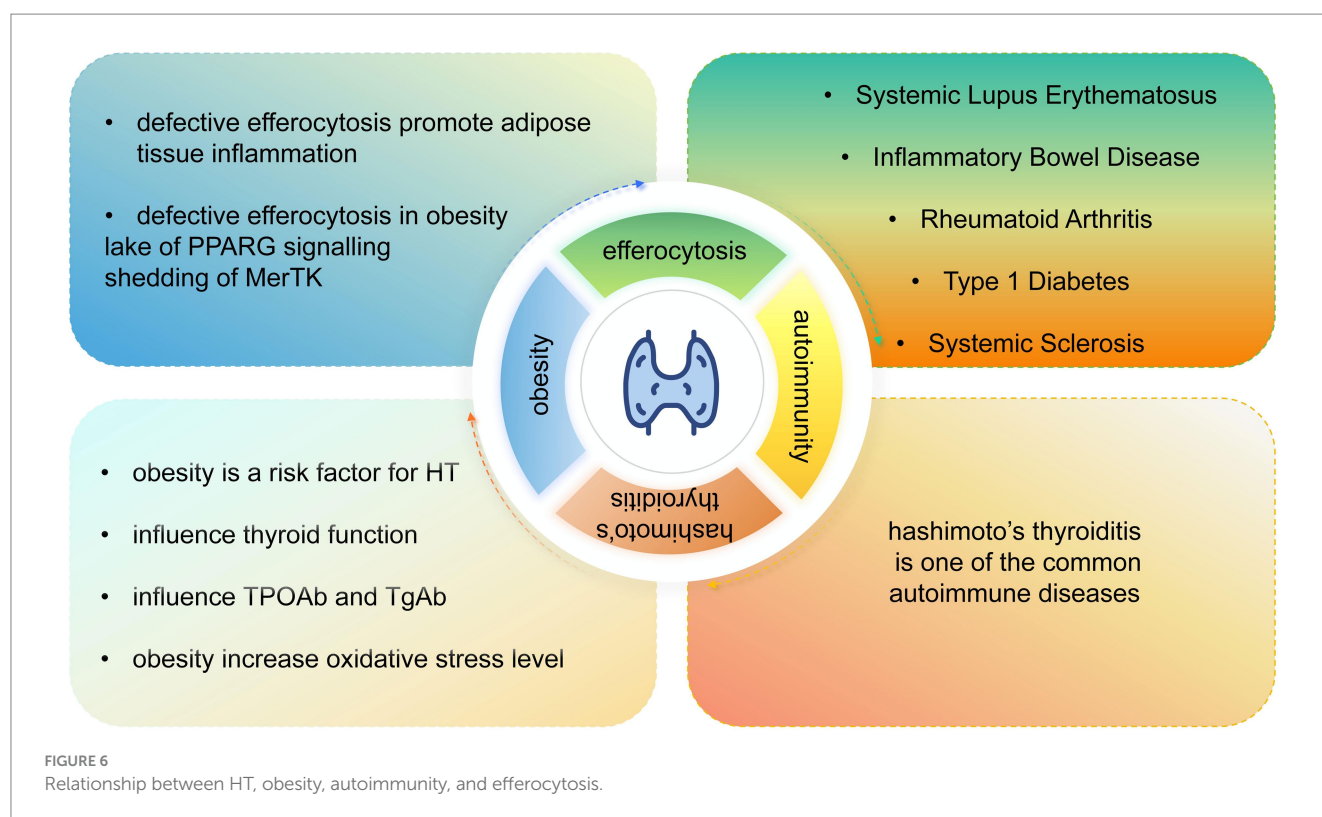 • defective efferocytosis promote adipose
tissue inflammation
• defective efferocytosis in obesity
lake of PPARG signalling
shedding of MerTK
• Systemic Lupus Erythematosus
• Inflammatory Bowel Disease
• Rheumatoid Arthritis
• Type 1 Diabetes
• Systemic Sclerosis
efferocytosis
autoimmunity
hashimoto's
thyroiditis
obesity
• obesity is a risk factor for HT
• influence thyroid function
• influence TPOAb and TgAb
• obesity increase oxidative stress level
hashimoto's thyroiditis
is one of the common
autoimmune diseases
FIGURE 6
Relationship between HT, obesity, autoimmunity, and efferocytosis.